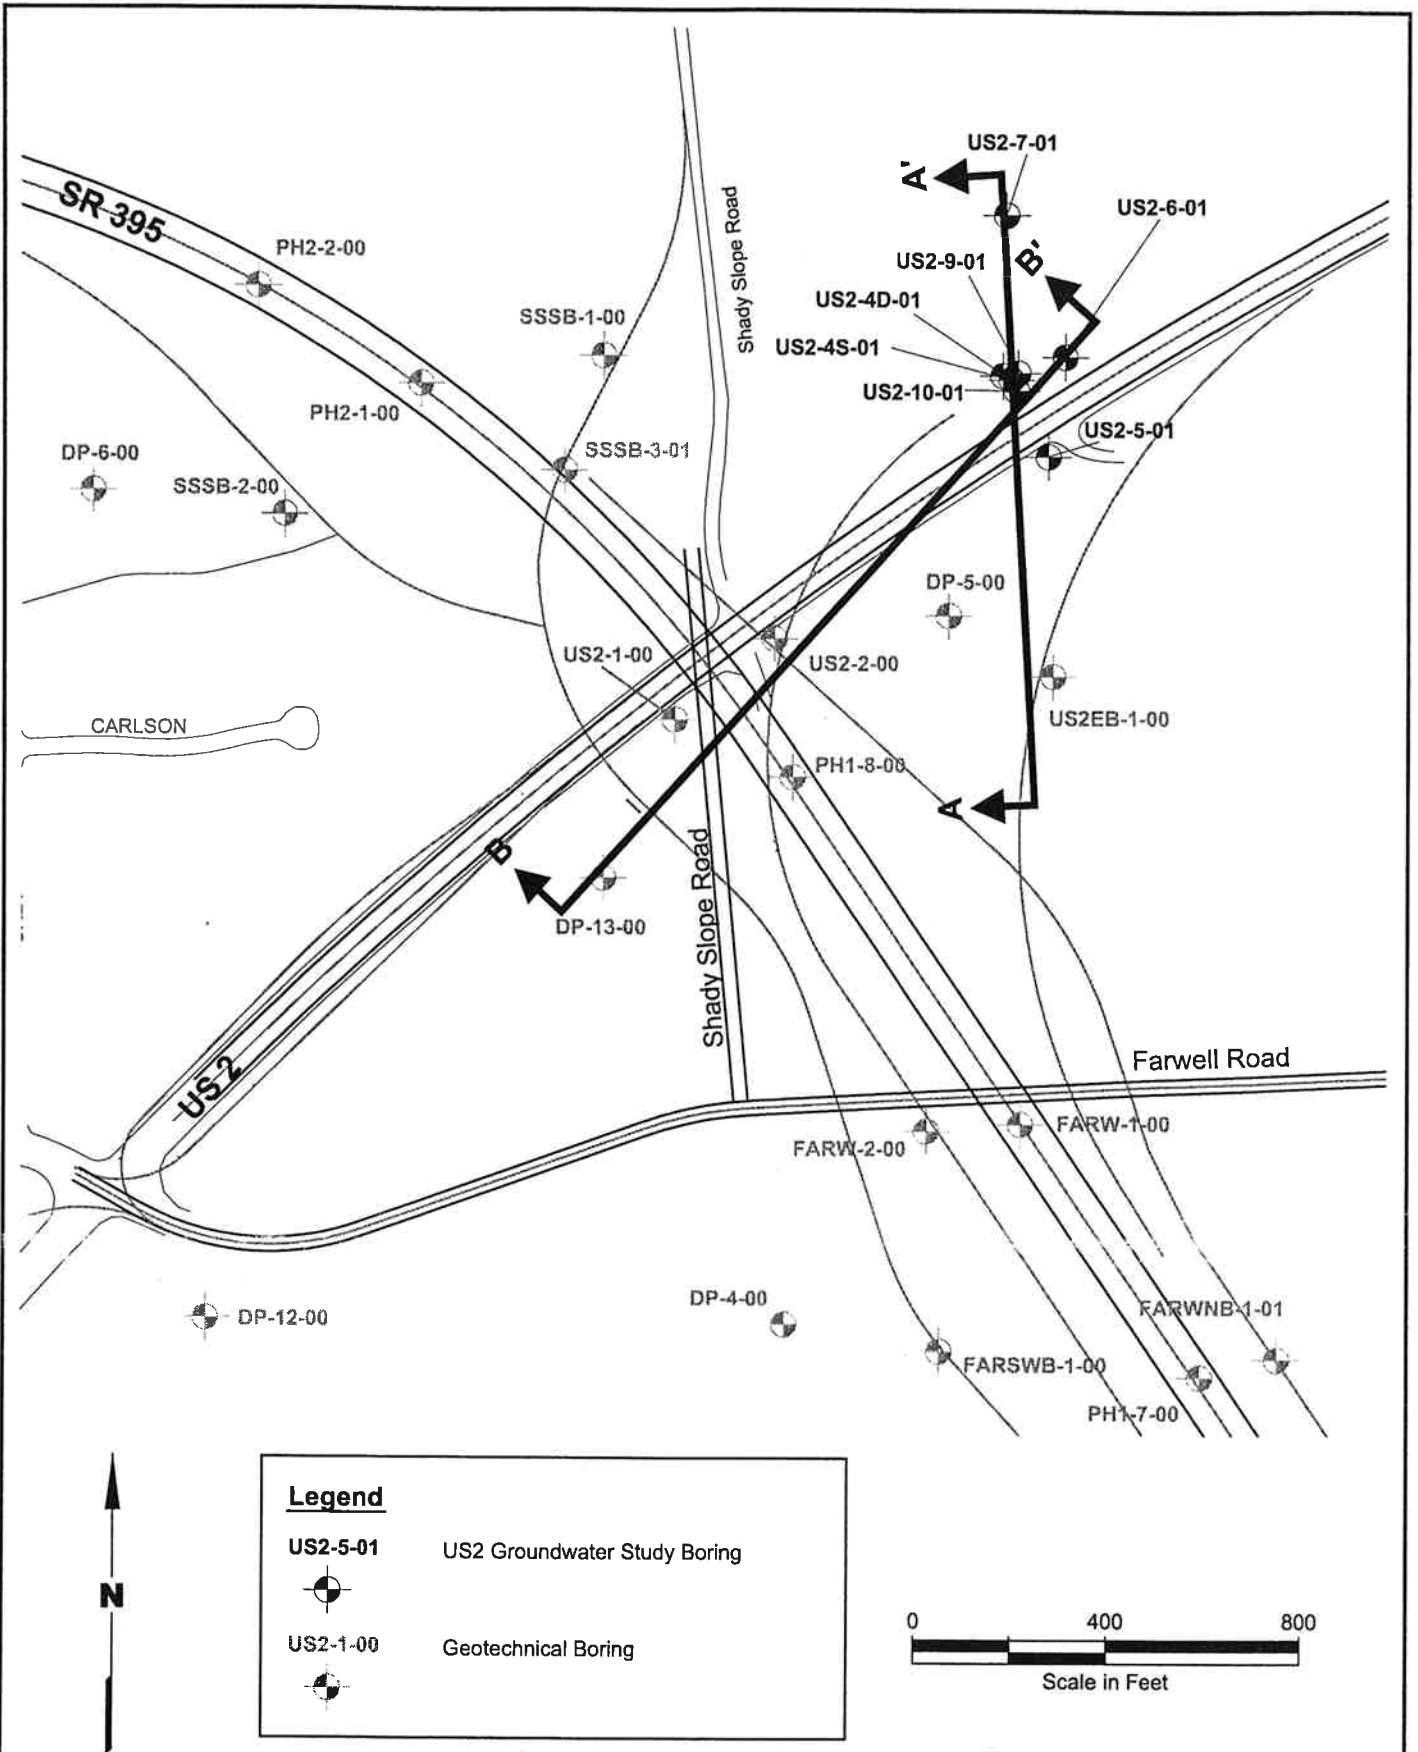 US2-7-01
A'
SR 395
Shady Slope Road
US2-6-01
PH2-2-00
US2-9-01
B'
US2-4D-01
SSSB-1-00
US2-4S-01
US2-10-01
PH2-1-00
US2-5-01
DP-6-00
SSSB-3-01
SSSB-2-00
DP-5-00
US2-1-00
US2-2-00
US2EB-1-00
CARLSON
PH1-8-00
A
B
DP-13-00
Shady Slope Road
US 2
Farwell Road
FARW-1-00
FARW-2-00
DP-4-00
FARWNB-1-01
DP-12-00
FARSWB-1-00
PH1-7-00
Legend
US2-5-01 US2 Groundwater Study Boring
N
US2-1-00 Geotechnical Boring
0 400 800
Scale in Feet